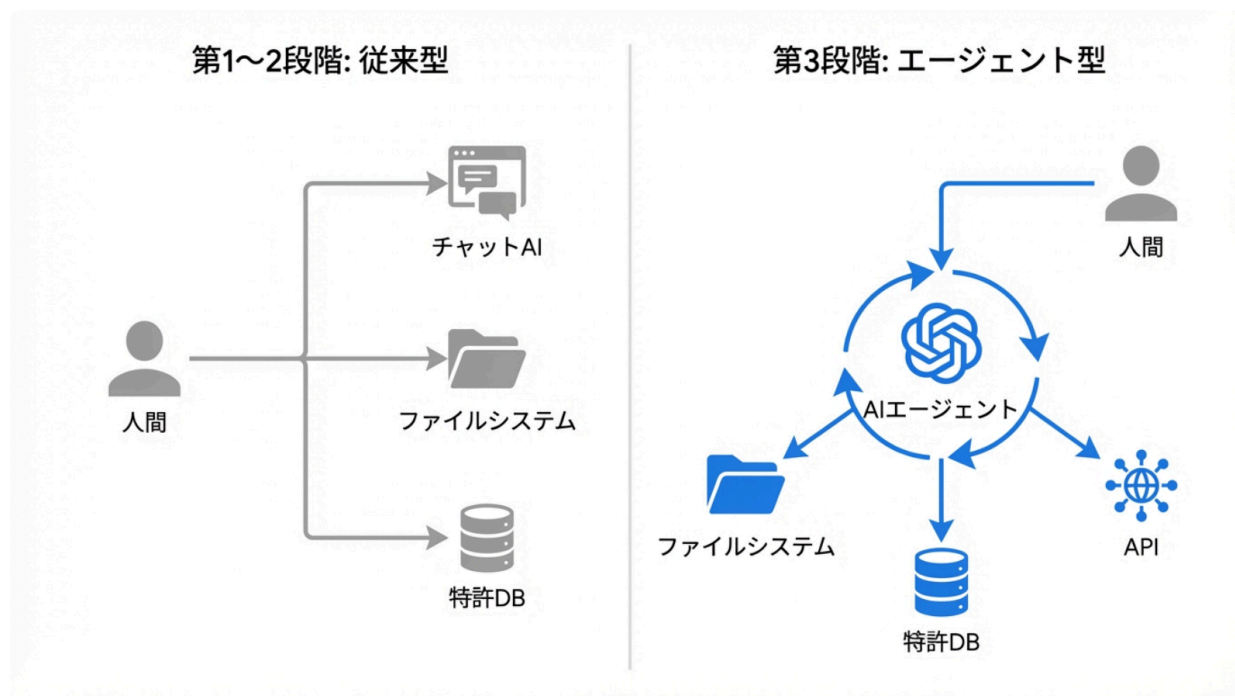 第1〜2段階: 従来型
チャットAI
人間
ファイルシステム
特許DB
第3段階: エージェント型
人間
AIエージェント
ファイルシステム
特許DB
API